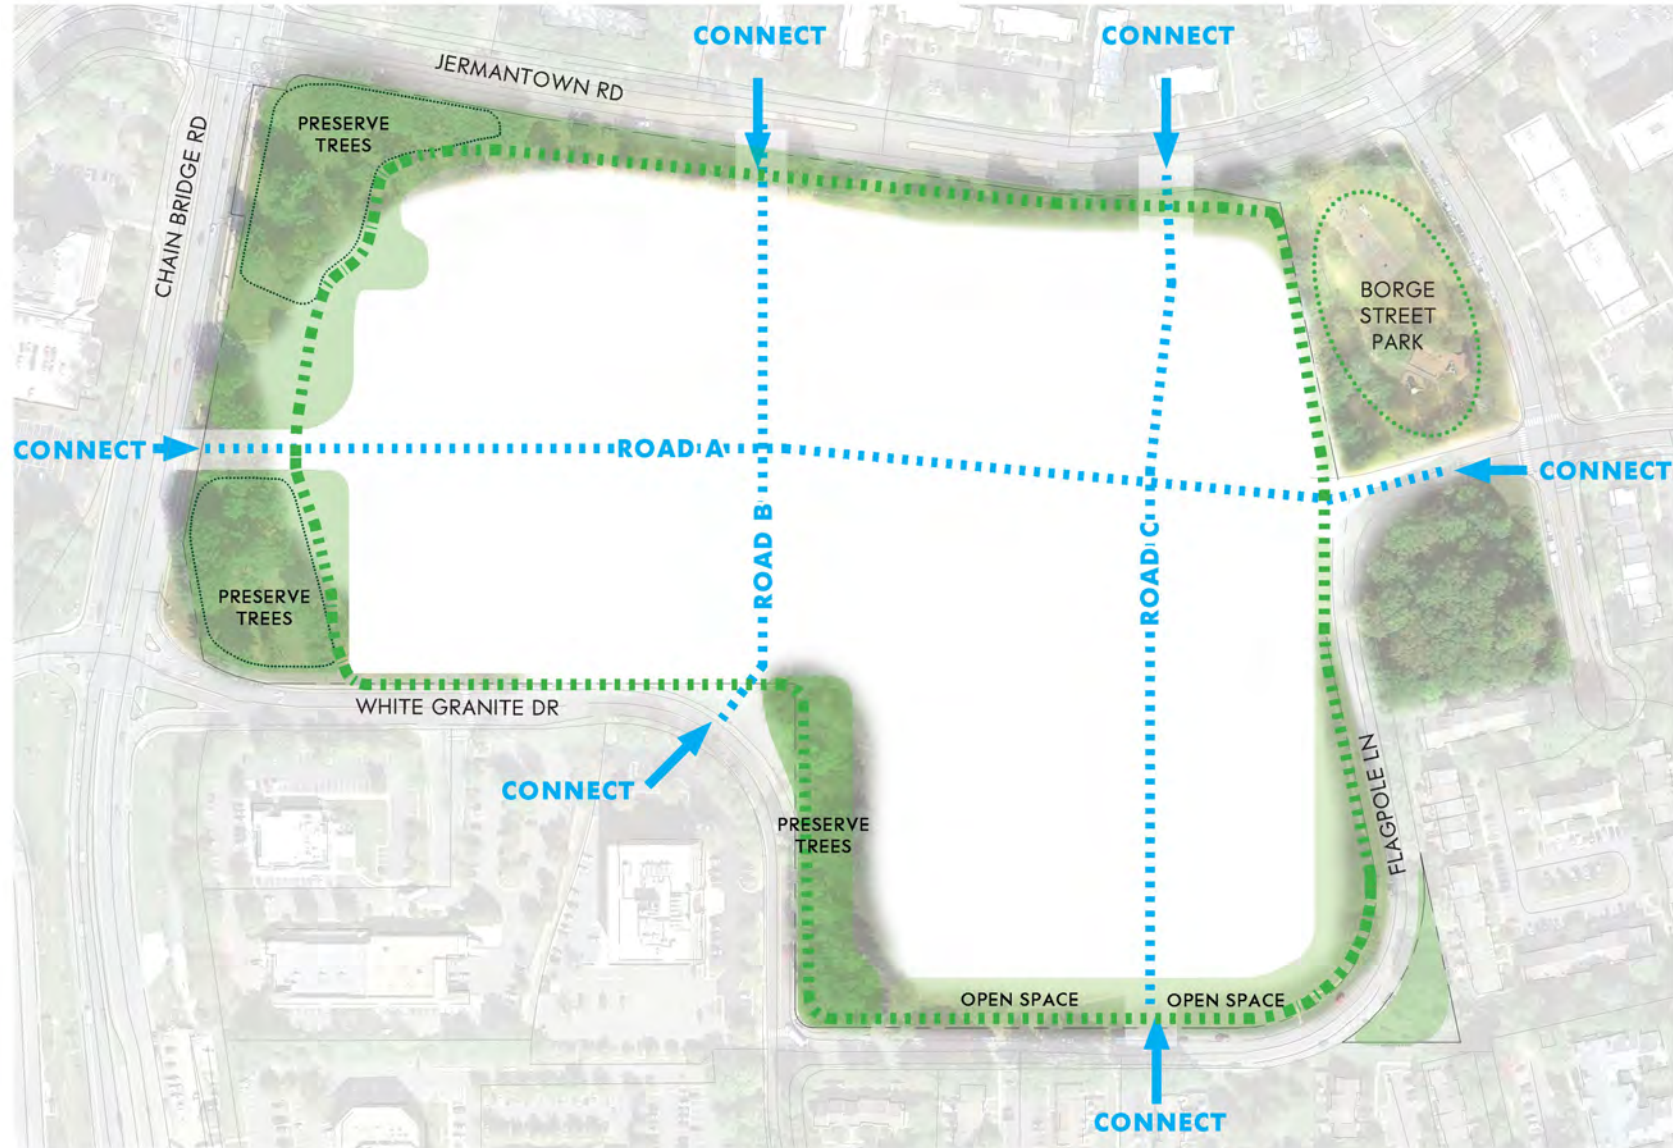 CONNECT
CONNECT
JERMANTOWN RD
PRESERVE
TREES
CHAIN BRIDGE RD
BORGE
STREET
PARK
CONNECT
ROAD A
CONNECT
ROAD B
ROAD C
PRESERVE
TREES
WHITE GRANITE DR
CONNECT
FLAGPOLE LN
PRESERVE
TREES
OPEN SPACE
OPEN SPACE
CONNECT